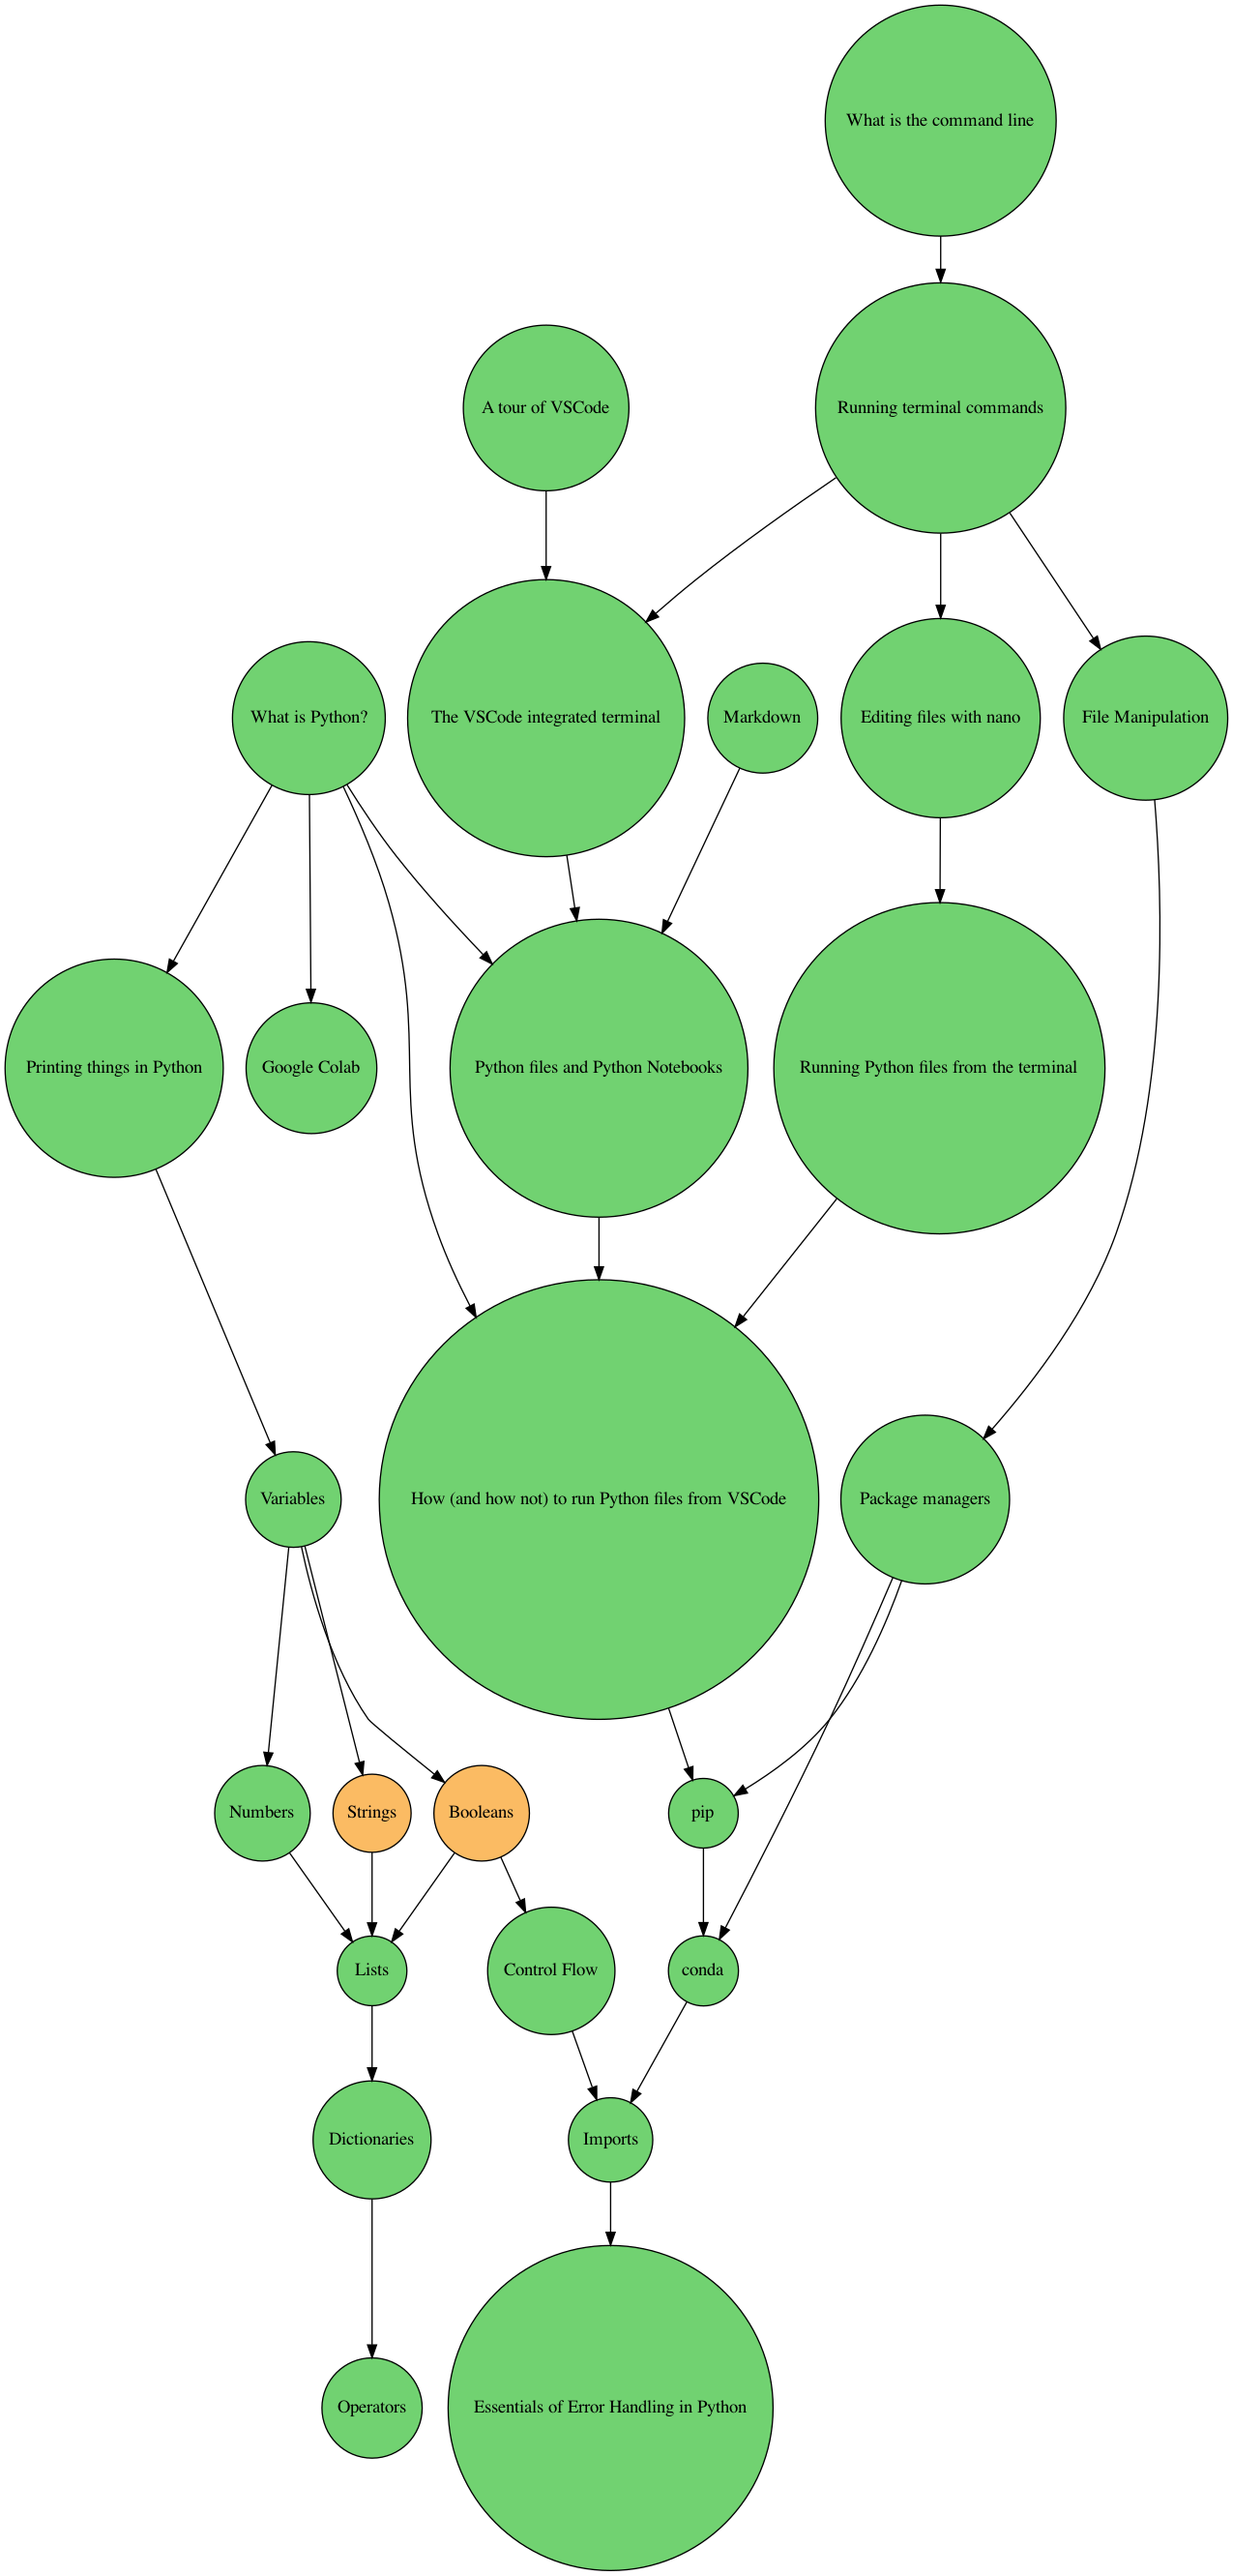 What is the command line
A tour of VSCode
Running terminal commands
What is Python?
The VSCode integrated terminal
Markdown
Editing files with nano
File Manipulation
Printing things in Python
Google Colab
Python files and Python Notebooks
Running Python files from the terminal
Variables
How (and how not) to run Python files from VSCode
Package managers
Numbers
Strings
Booleans
pip
Lists
Control Flow
conda
Dictionaries
Imports
Operators
Essentials of Error Handling in Python